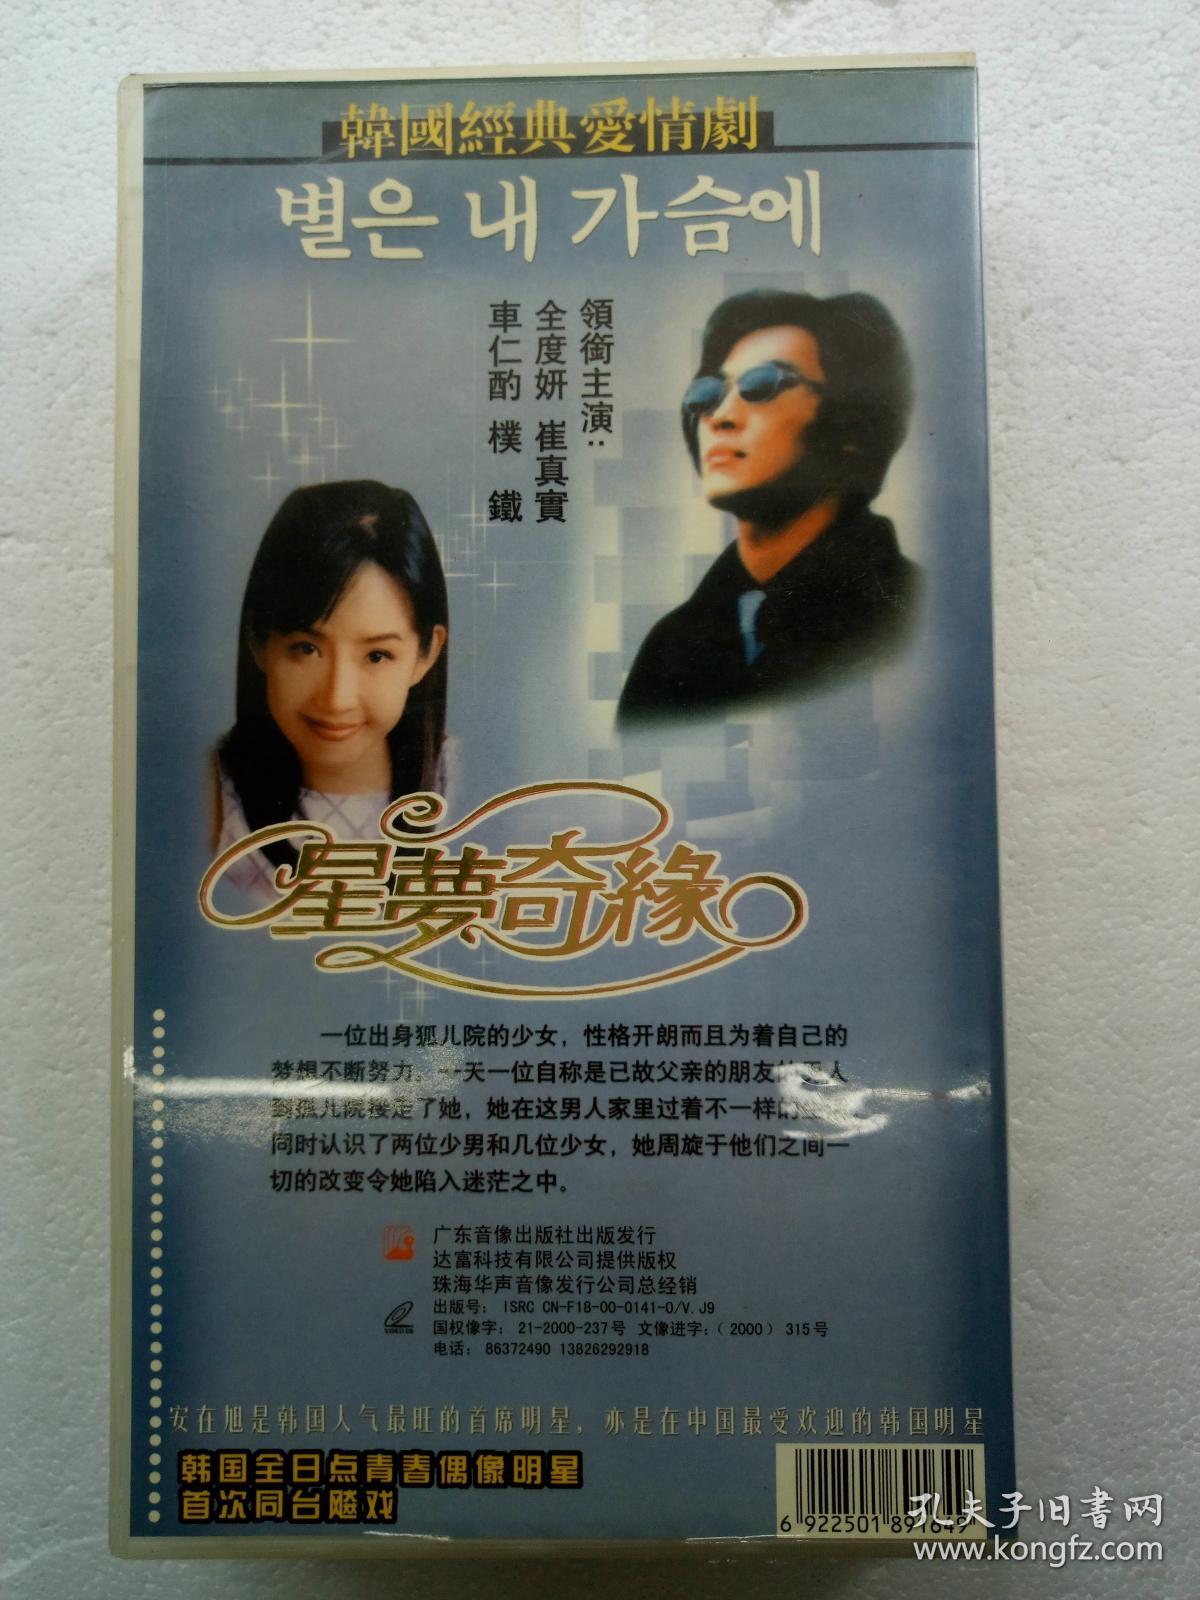 韓國經典愛情劇
별은 내 가슴에
領銜主演：
全度妍 崔真實
車仁酌 樸 鐵
星夢奇緣
一位出身狐儿院的少女，性格开朗而且为着自己的
梦想不断努力。一天一位自称是已故父亲的朋友的 人
到孤儿院接走了她，她在这男人家里过着不一样的
同时认识了两位少男和几位少女，她周旋于他们之间一
切的改变令她陷入迷茫之中。
广东音像出版社出版发行
达富科技有限公司提供版权
珠海华声音像发行公司总经销
出版号：ISRC CN-F18-00-0141-0/V.J9
国权像字：21-2000-237号 文像进字：（2000）315号
电话：86372490 13826292918
VIDEO CD
安在旭是韩国人气最旺的首席明星，亦是在中国最受欢迎的韩国明星
韩国全日点青春偶像明星
首次同台飚戏
6 922501 891649
孔夫子旧书网
www.kongfz.com